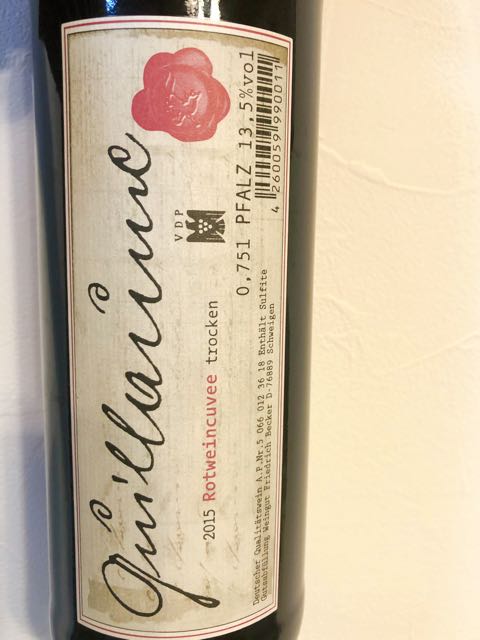 Guillaume
VDP
2015 Rotweincuvee trocken
0,75l PFALZ 13,5%vol
Deutscher Qualitätswein A.P.Nr.5 066 012 36 18 Enthält Sulfite
Gutsabfüllung Weingut Friedrich Becker D-76889 Schweigen
4 260059 990011